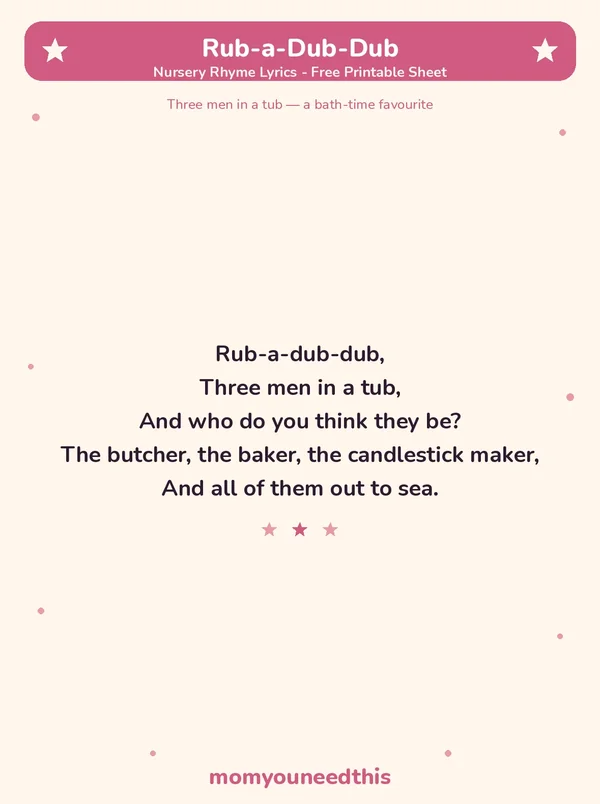 Rub-a-Dub-Dub
Nursery Rhyme Lyrics - Free Printable Sheet
Three men in a tub — a bath-time favourite
Rub-a-dub-dub,
Three men in a tub,
And who do you think they be?
The butcher, the baker, the candlestick maker,
And all of them out to sea.
momyouneedthis